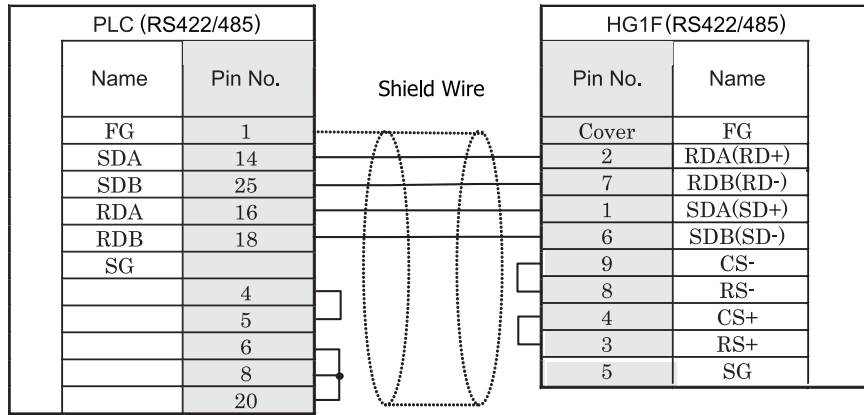 PLC (RS422/485)
Name Pin No.
FG 1
SDA 14
SDB 25
RDA 16
RDB 18
SG
4
5
6
8
20
Shield Wire
HG1F(RS422/485)
Pin No. Name
Cover FG
2 RDA(RD+)
7 RDB(RD-)
1 SDA(SD+)
6 SDB(SD-)
9 CS-
8 RS-
4 CS+
3 RS+
5 SG